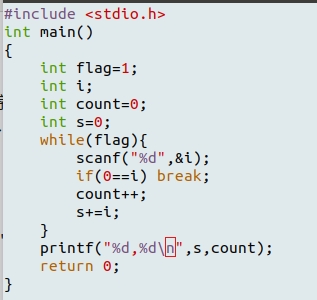 #include <stdio.h>
int main()
{
    int flag=1;
    int i;
    int count=0;
    int s=0;
    while(flag){
        scanf("%d",&i);
        if(0==i) break;
        count++;
        s+=i;
    }
    printf("%d,%d\n",s,count);
    return 0;
}